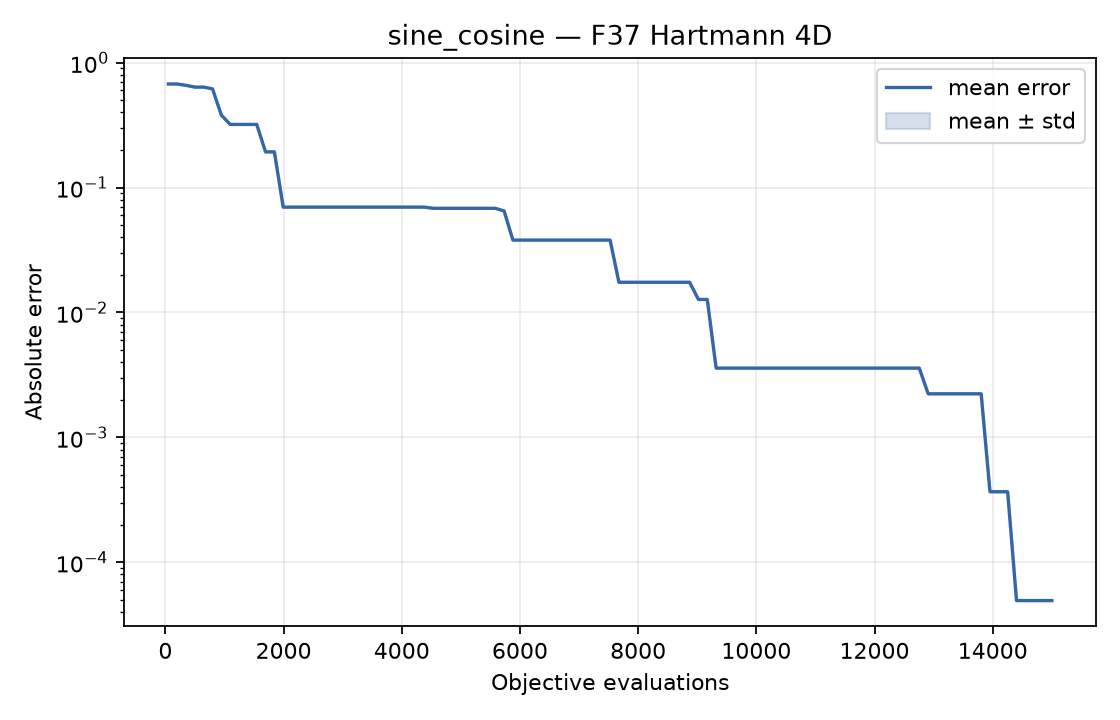 sine_cosine — F37 Hartmann 4D
mean error
mean ± std
10⁰
10⁻¹
10⁻²
10⁻³
10⁻⁴
Absolute error
0 2000 4000 6000 8000 10000 12000 14000
Objective evaluations